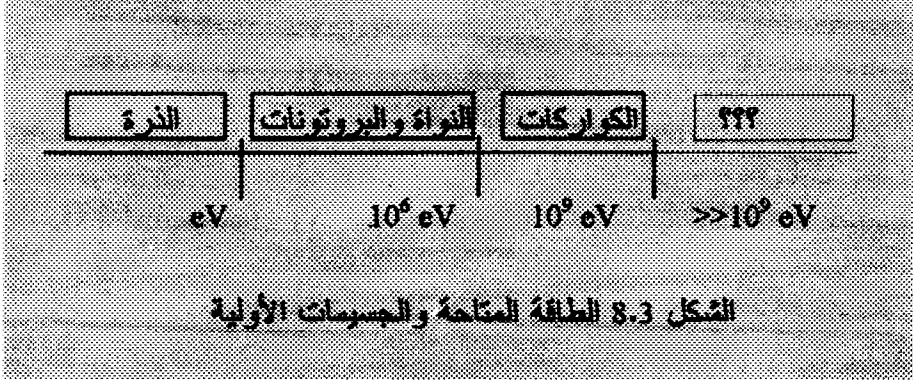 الذرة النواة والبروتونات الكواركات ؟؟؟
eV 10⁶ eV 10⁹ eV >>10⁹ eV
الشكل 8.3 الطاقة المتاحة والجسيمات الأولية